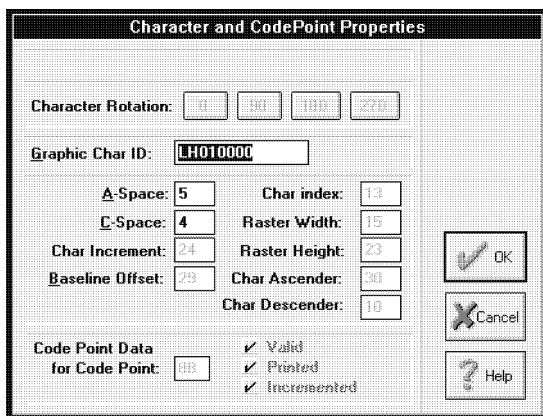 Character and CodePoint Properties
Character Rotation: 0 90 180 270
Graphic Char ID: LH010000
A-Space: 5 Char index: 13
C-Space: 4 Raster Width: 15
Char Increment: 24 Raster Height: 23
Baseline Offset: 29 Char Ascender: 30
Char Descender: 10
OK
Cancel
Code Point Data
for Code Point: 88
Valid
Printed
Incremented
Help